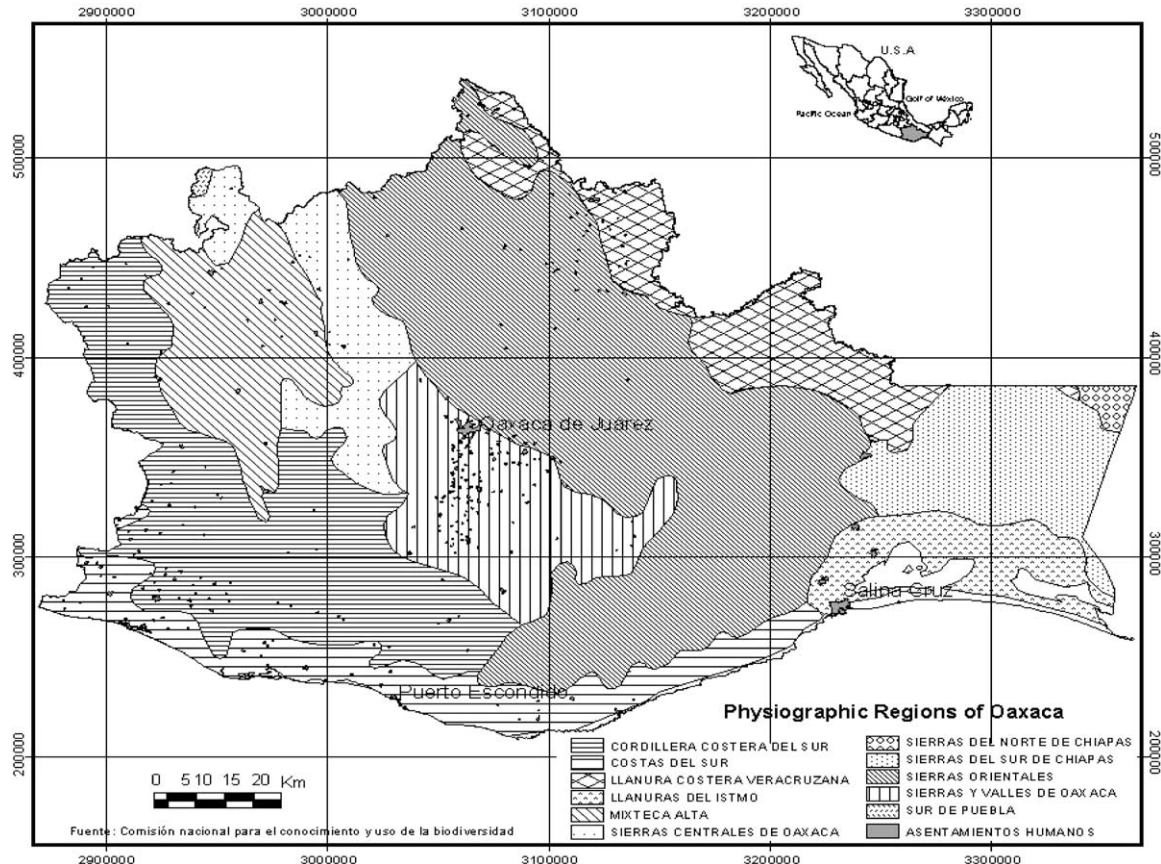 2900000 3000000 3100000 3200000 3300000
U.S.A
Golf of México
Pacific Ocean
500000 500000
400000 400000
Oaxaca de Juárez
300000 300000
Salina Cruz
Puerto Escondido
Physiographic Regions of Oaxaca
CORDILLERA COSTERA DEL SUR
COSTAS DEL SUR
LLANURA COSTERA VERACRUZANA
LLANURAS DEL ISTMO
MIXTECA ALTA
SIERRAS CENTRALES DE OAXACA
SIERRAS DEL NORTE DE CHIAPAS
SIERRAS DEL SUR DE CHIAPAS
SIERRAS ORIENTALES
SIERRAS Y VALLES DE OAXACA
SUR DE PUEBLA
ASENTAMIENTOS HUMANOS
200000 200000
0 5 10 15 20 Km
Fuente: Comisión nacional para el conocimiento y uso de la biodiversidad
2900000 3000000 3100000 3200000 3300000